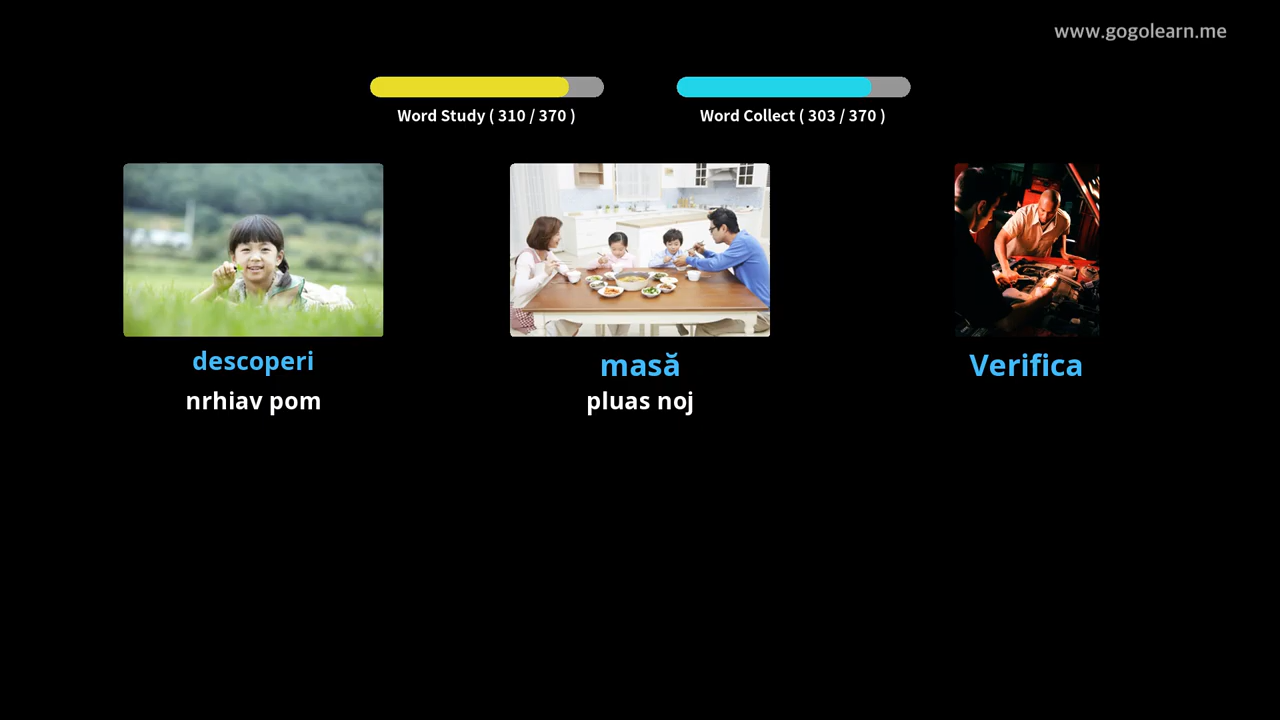 www.gogolearn.me
Word Study ( 310 / 370 )
Word Collect ( 303 / 370 )
descoperi
nrhiav pom
masă
pluas noj
Verifica